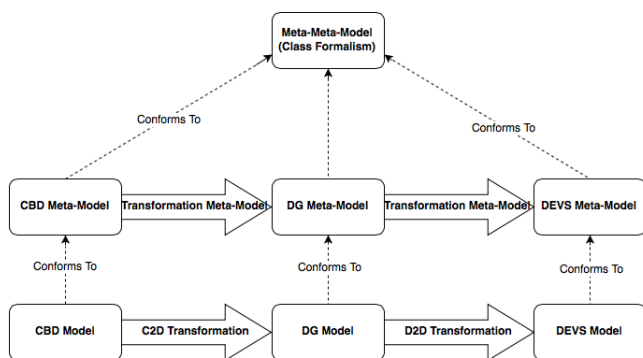 Meta-Meta-Model
(Class Formalism)
Conforms To
Conforms To
CBD Meta-Model
Transformation Meta-Model
DG Meta-Model
Transformation Meta-Model
DEVS Meta-Model
Conforms To
Conforms To
Conforms To
CBD Model
C2D Transformation
DG Model
D2D Transformation
DEVS Model